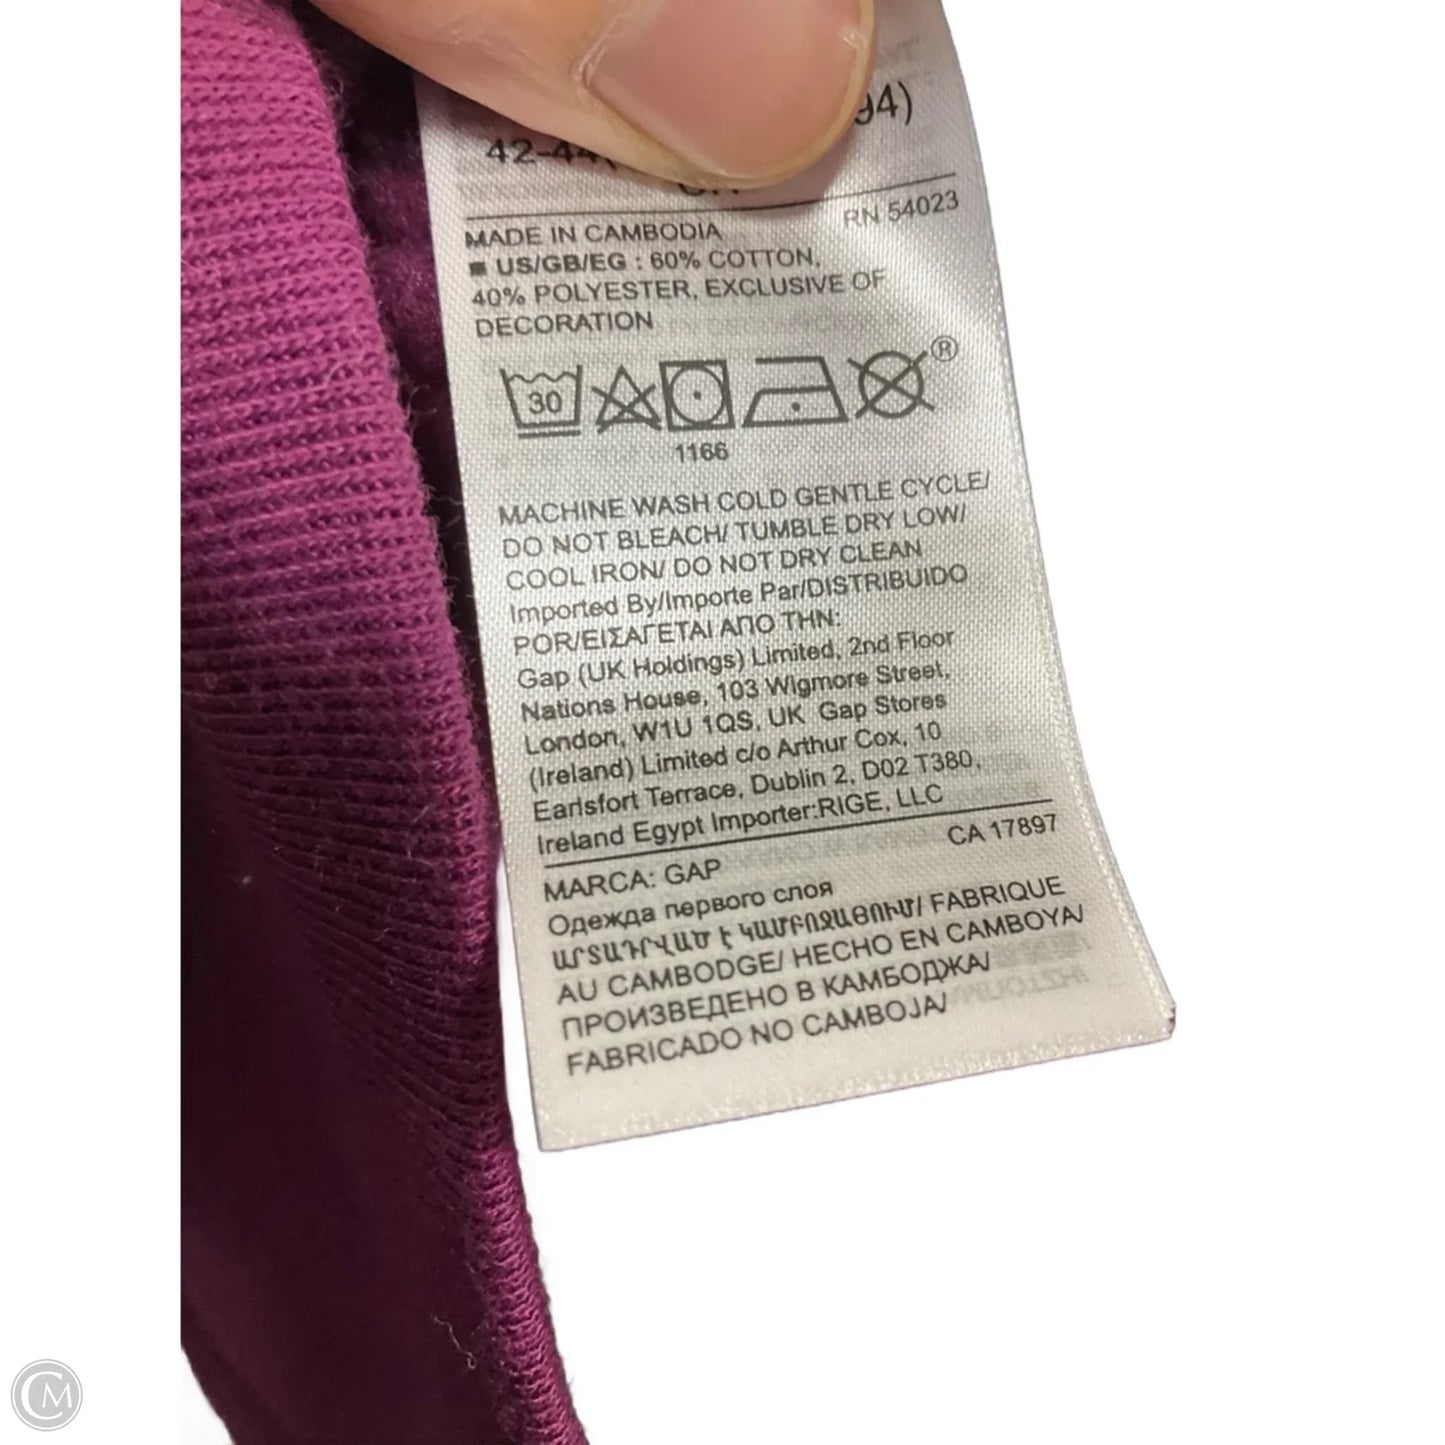 94)
42-44(
RN 54023
MADE IN CAMBODIA
■ US/GB/EG : 60% COTTON,
40% POLYESTER, EXCLUSIVE OF
DECORATION
30
®
1166
MACHINE WASH COLD GENTLE CYCLE/
DO NOT BLEACH/ TUMBLE DRY LOW/
COOL IRON/ DO NOT DRY CLEAN
Imported By/Importe Par/DISTRIBUIDO
POR/ΕΙΣΑΓΕΤΑΙ ΑΠΟ ΤΗΝ:
Gap (UK Holdings) Limited, 2nd Floor
Nations House, 103 Wigmore Street,
London, W1U 1QS, UK Gap Stores
(Ireland) Limited c/o Arthur Cox, 10
Earlsfort Terrace, Dublin 2, D02 T380,
Ireland Egypt Importer:RIGE, LLC
CA 17897
MARCA: GAP
Одежда первого слоя
ԱՐՏԱԴՐՎԱԾ Է ԿԱՄԲՈՋԱՅՈՒՄ/ FABRIQUE
AU CAMBODGE/ HECHO EN CAMBOYA/
ПРОИЗВЕДЕНО В КАМБОДЖА/
FABRICADO NO CAMBOJA/
CM